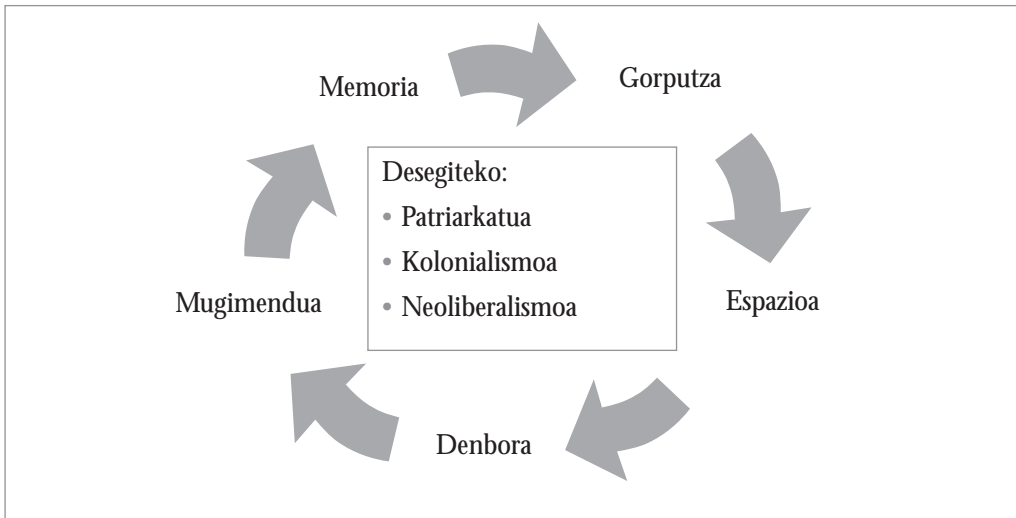 Memoria
Gorputza
Desegiteko:
• Patriarkatua
• Kolonialismoa
• Neoliberalismoa
Mugimendua
Espazioa
Denbora